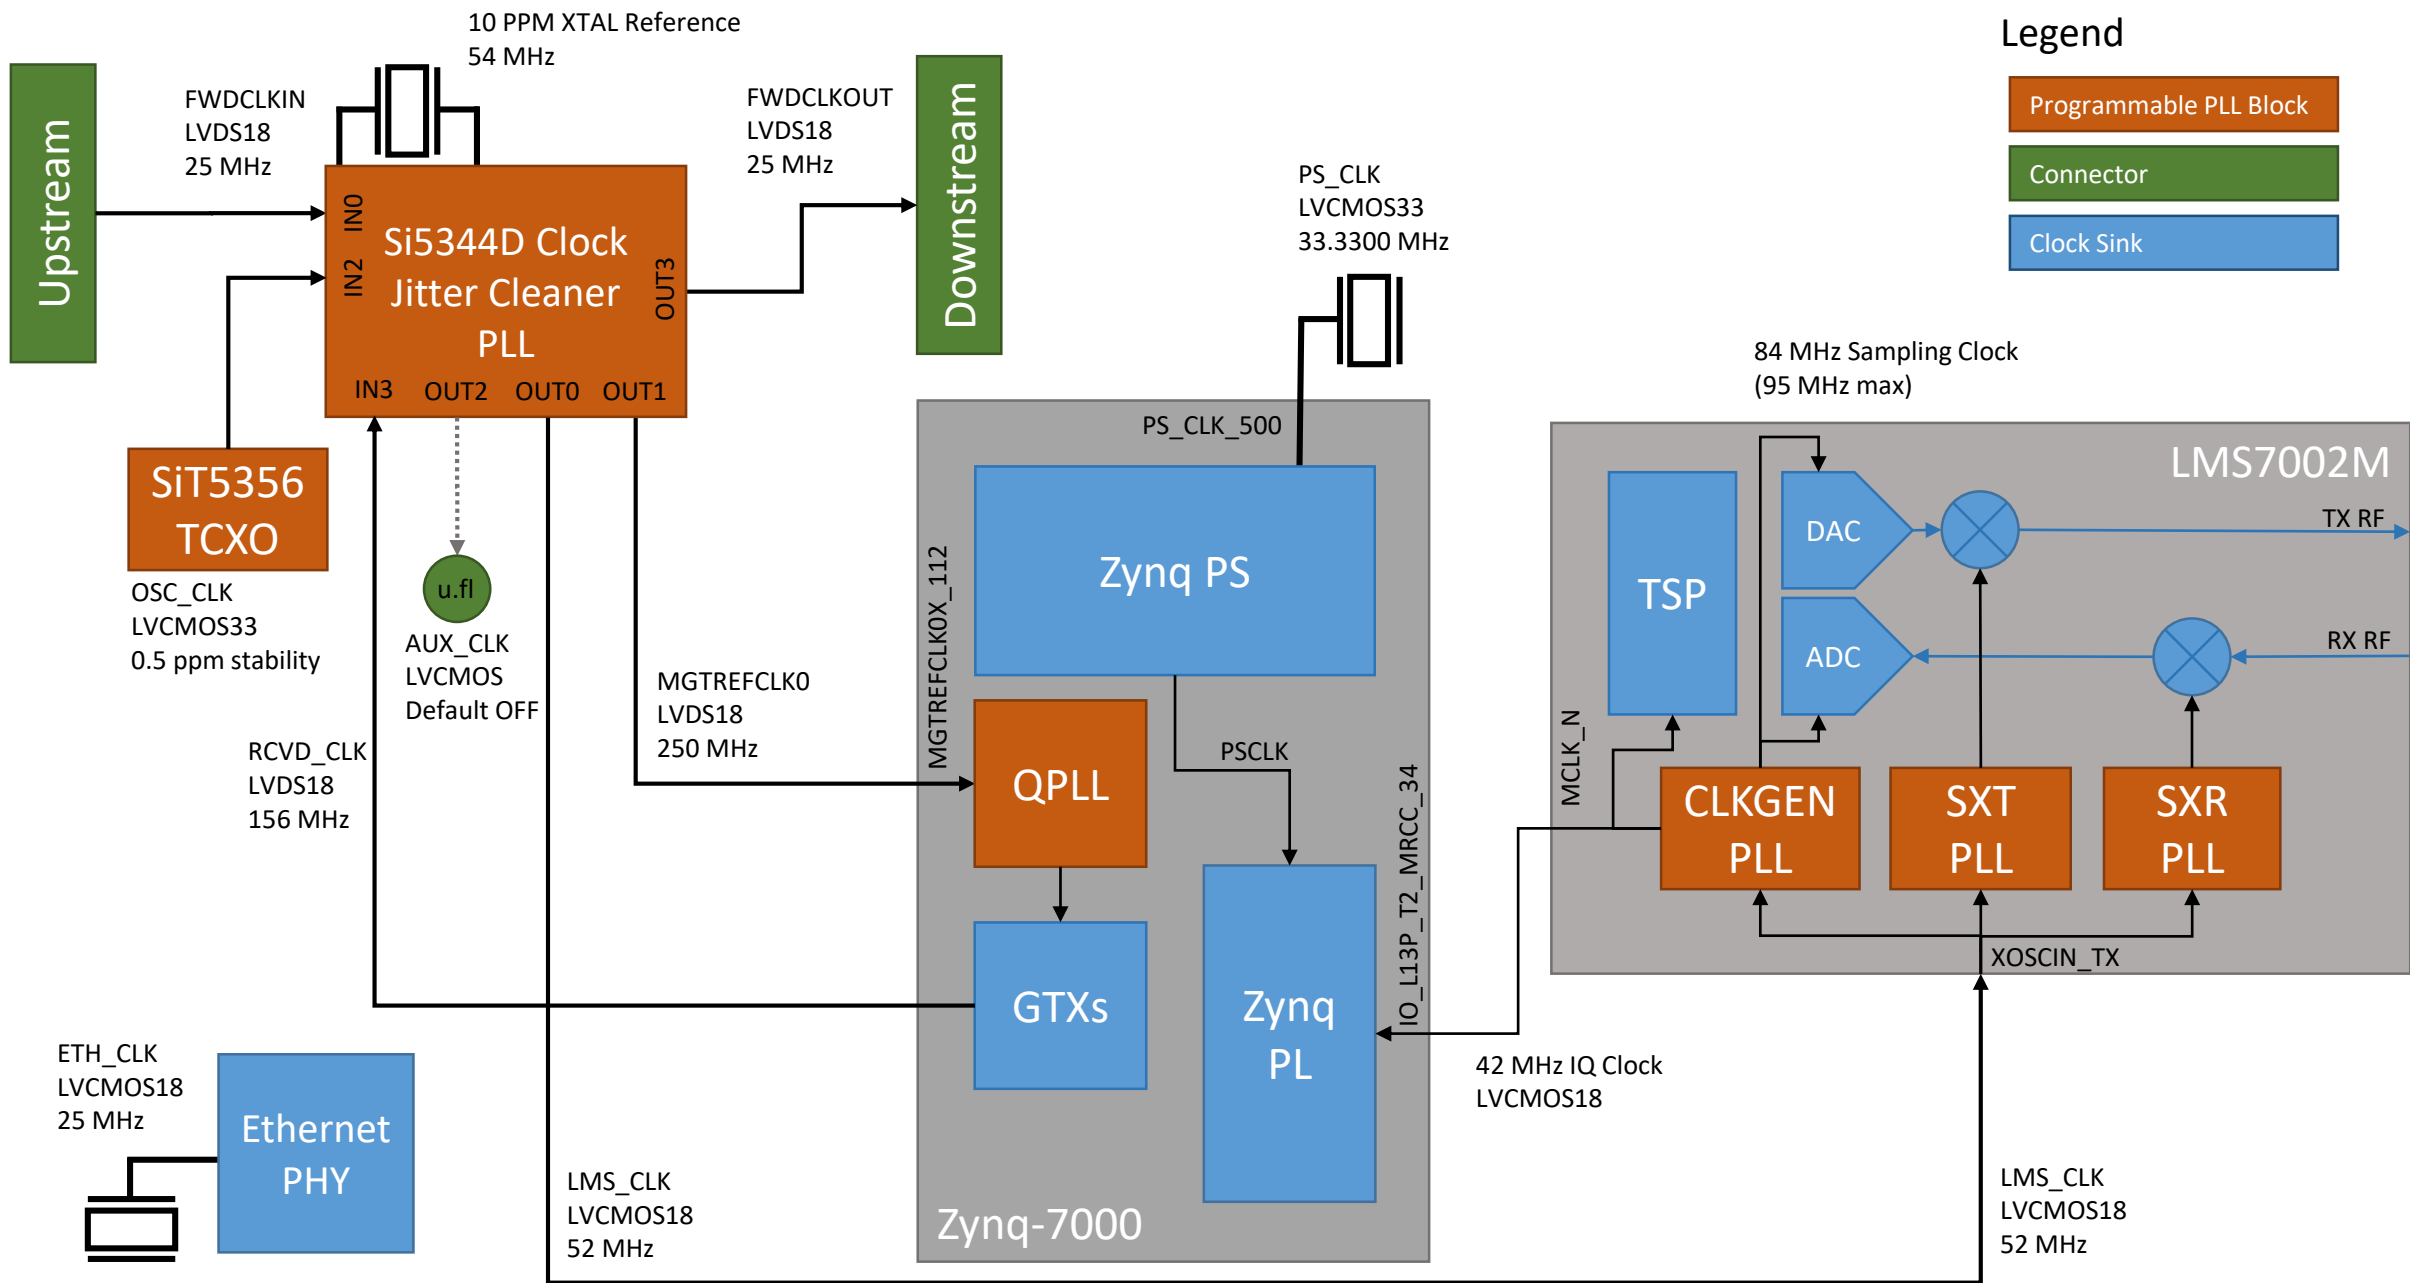 10 PPM XTAL Reference
54 MHz
Legend
Programmable PLL Block
Connector
Clock Sink
Upstream
FWDCLKIN
LVDS18
25 MHz
FWDCLKOUT
LVDS18
25 MHz
Downstream
PS_CLK
LVCMOS33
33.3300 MHz
IN0
IN2
Si5344D Clock
Jitter Cleaner
PLL
OUT3
IN3
OUT2
OUT0
OUT1
SiT5356
TCXO
OSC_CLK
LVCMOS33
0.5 ppm stability
u.fl
AUX_CLK
LVCMOS
Default OFF
RCVD_CLK
LVDS18
156 MHz
MGTREFCLK0
LVDS18
250 MHz
PS_CLK_500
Zynq PS
MGTREFCLK0X_112
QPLL
PSCLK
GTXs
Zynq
PL
IO_L13P_T2_MRCC_34
Zynq-7000
84 MHz Sampling Clock
(95 MHz max)
LMS7002M
TSP
DAC
ADC
TX RF
RX RF
MCLK_N
CLKGEN
PLL
SXT
PLL
SXR
PLL
XOSCIN_TX
42 MHz IQ Clock
LVCMOS18
ETH_CLK
LVCMOS18
25 MHz
Ethernet
PHY
LMS_CLK
LVCMOS18
52 MHz
LMS_CLK
LVCMOS18
52 MHz